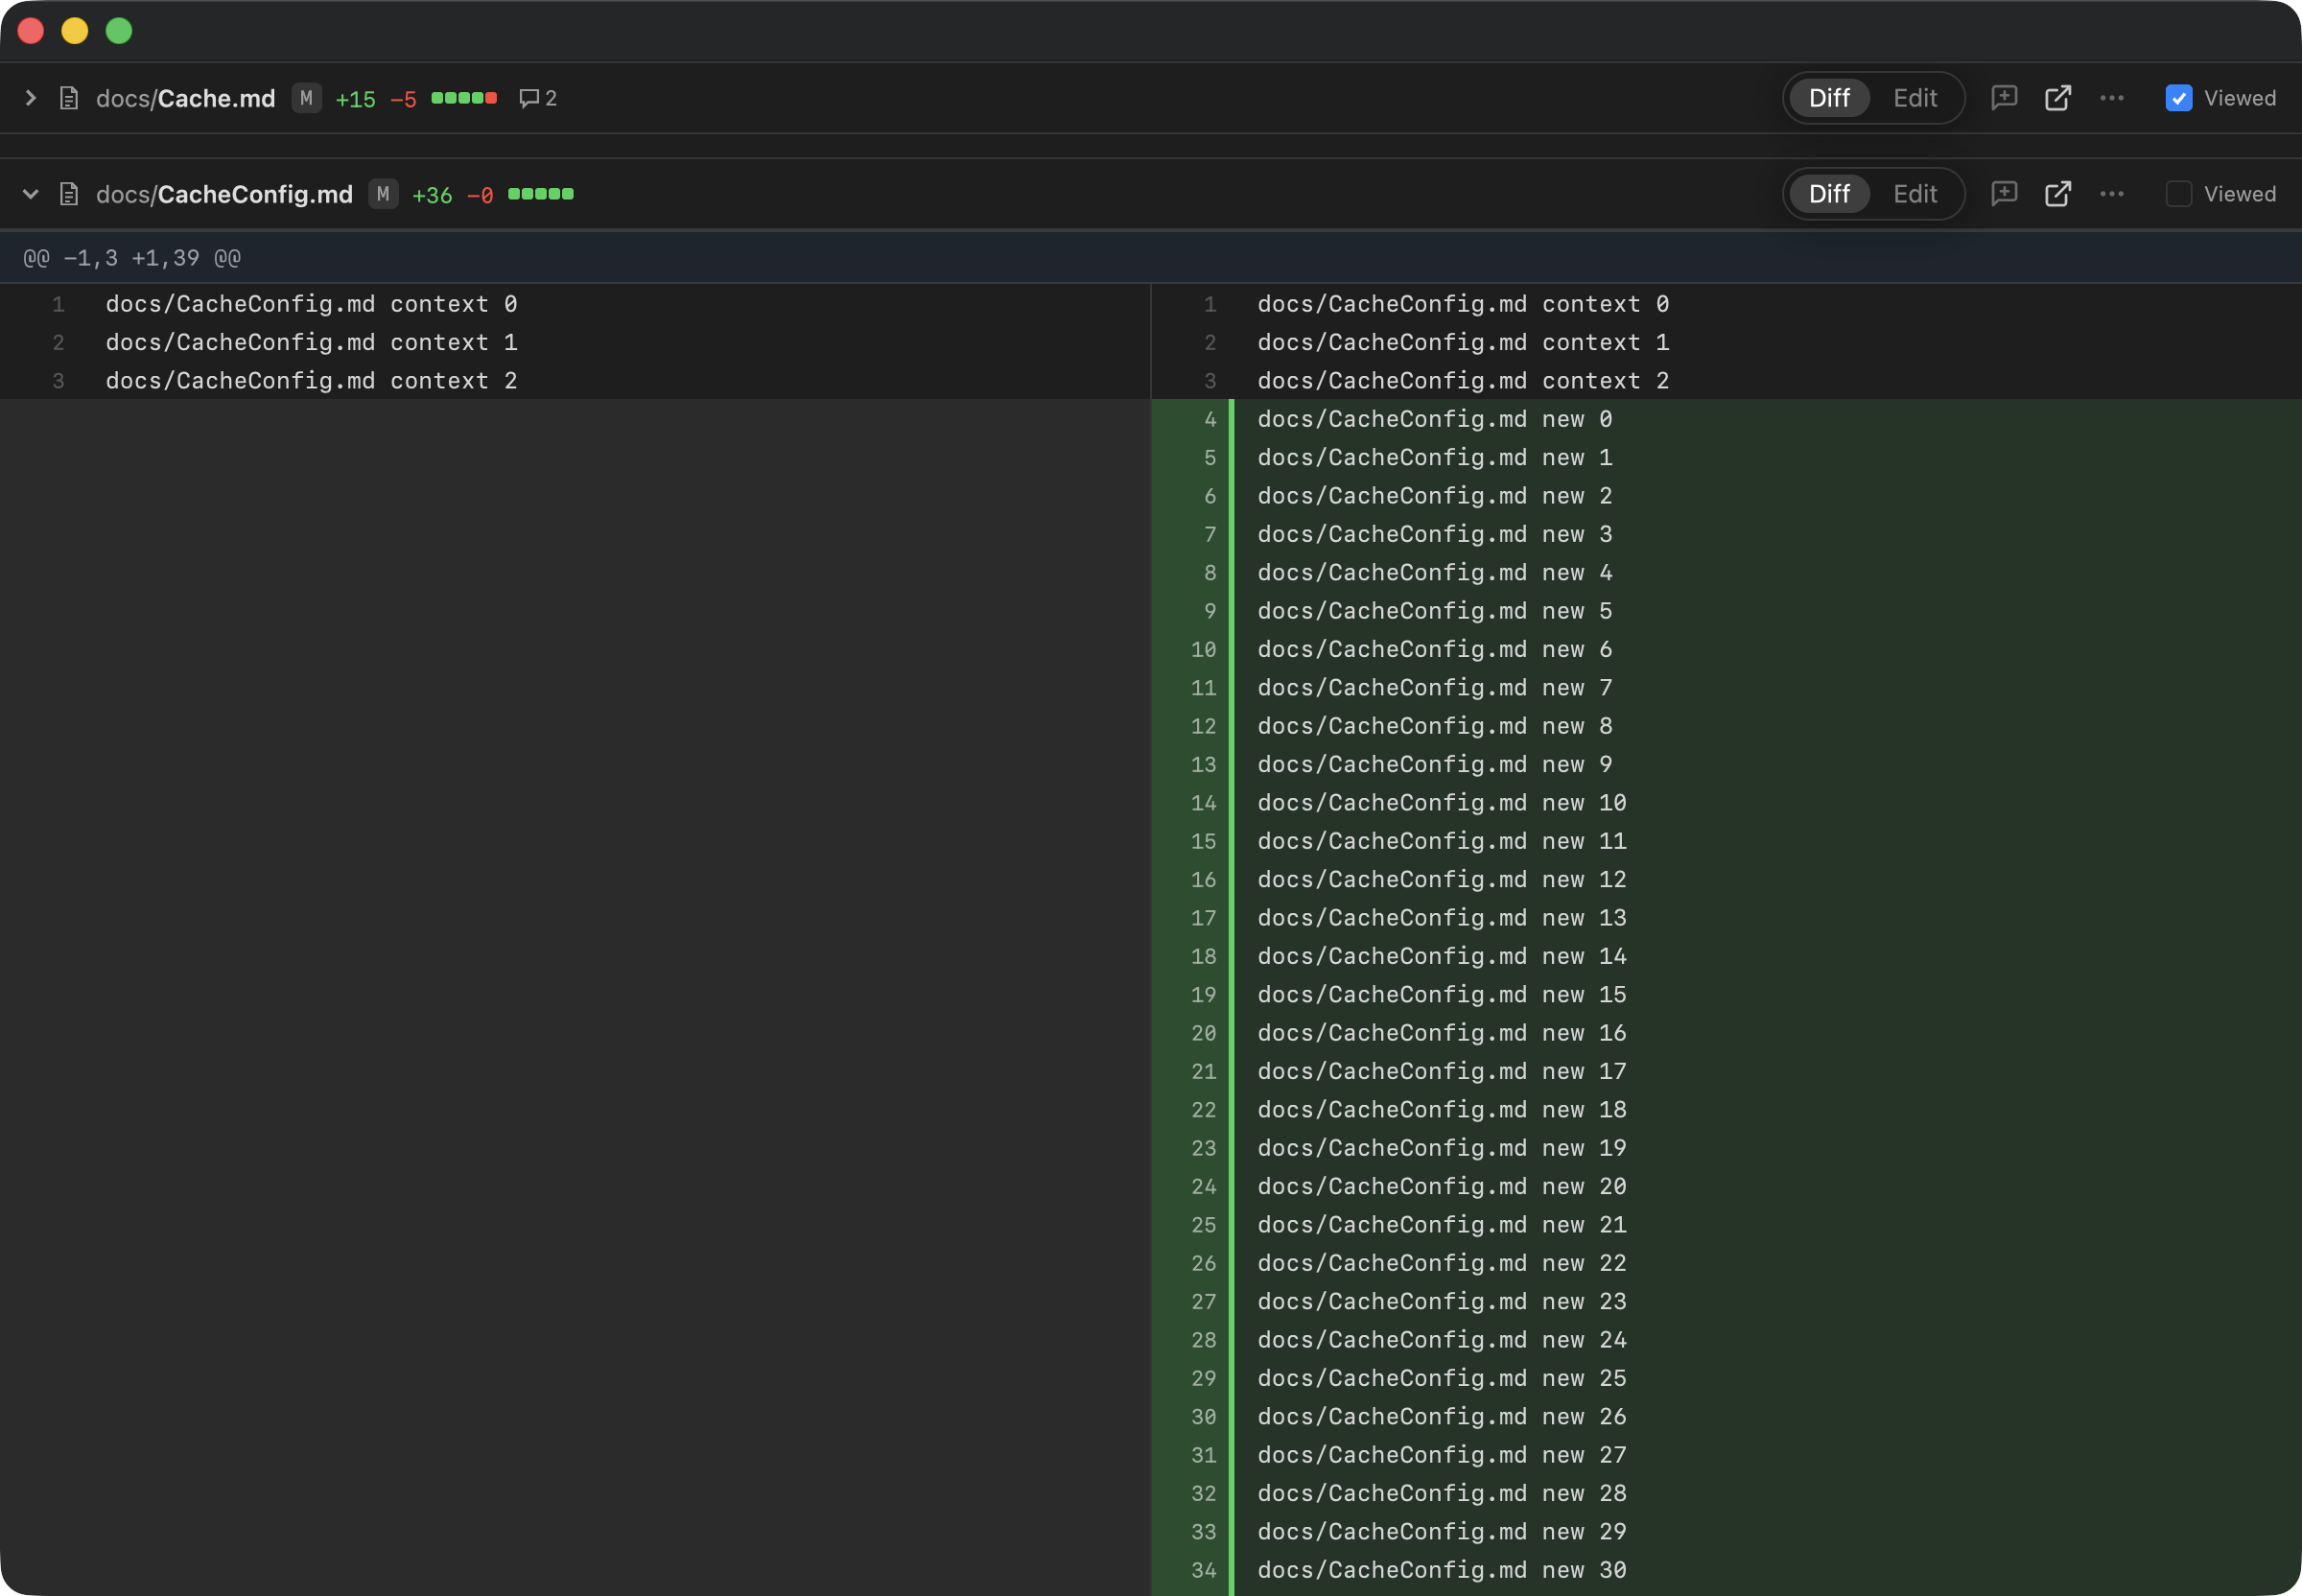 docs/Cache.md M +15 −5 2 Diff Edit Viewed
docs/CacheConfig.md M +36 −0 Diff Edit Viewed
@@ −1,3 +1,39 @@
1 docs/CacheConfig.md context 0 1 docs/CacheConfig.md context 0
2 docs/CacheConfig.md context 1 2 docs/CacheConfig.md context 1
3 docs/CacheConfig.md context 2 3 docs/CacheConfig.md context 2
4 docs/CacheConfig.md new 0
5 docs/CacheConfig.md new 1
6 docs/CacheConfig.md new 2
7 docs/CacheConfig.md new 3
8 docs/CacheConfig.md new 4
9 docs/CacheConfig.md new 5
10 docs/CacheConfig.md new 6
11 docs/CacheConfig.md new 7
12 docs/CacheConfig.md new 8
13 docs/CacheConfig.md new 9
14 docs/CacheConfig.md new 10
15 docs/CacheConfig.md new 11
16 docs/CacheConfig.md new 12
17 docs/CacheConfig.md new 13
18 docs/CacheConfig.md new 14
19 docs/CacheConfig.md new 15
20 docs/CacheConfig.md new 16
21 docs/CacheConfig.md new 17
22 docs/CacheConfig.md new 18
23 docs/CacheConfig.md new 19
24 docs/CacheConfig.md new 20
25 docs/CacheConfig.md new 21
26 docs/CacheConfig.md new 22
27 docs/CacheConfig.md new 23
28 docs/CacheConfig.md new 24
29 docs/CacheConfig.md new 25
30 docs/CacheConfig.md new 26
31 docs/CacheConfig.md new 27
32 docs/CacheConfig.md new 28
33 docs/CacheConfig.md new 29
34 docs/CacheConfig.md new 30